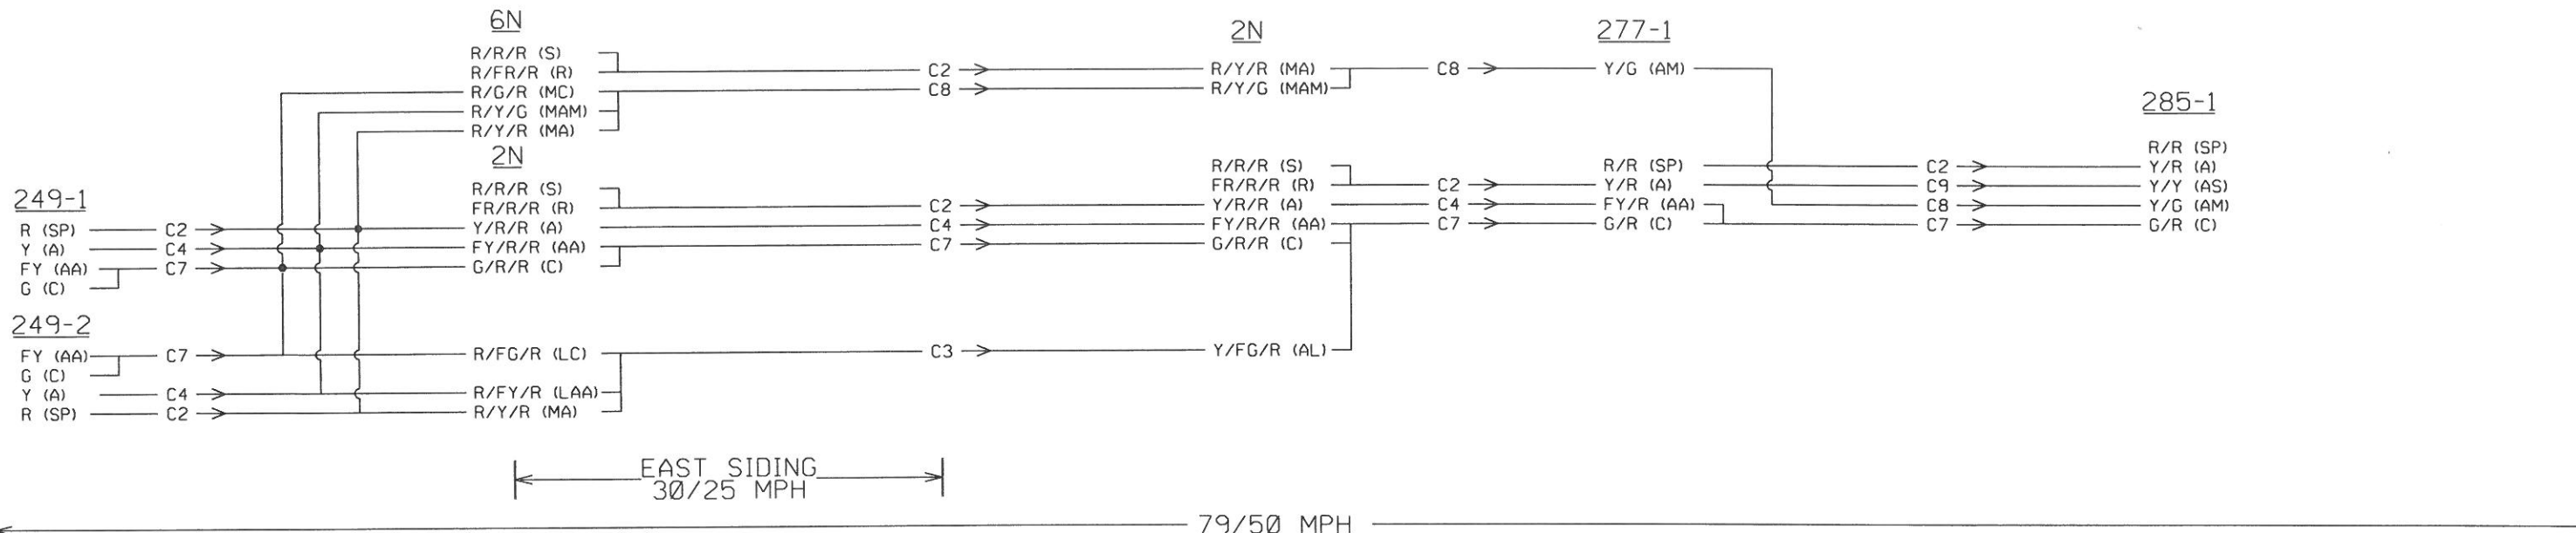 6N
R/R/R (S)
R/FR/R (R)
R/G/R (MC)
R/Y/G (MAM)
R/Y/R (MA)
C2
C8
2N
R/Y/R (MA)
R/Y/G (MAM)
C8
277-1
Y/G (AM)
285-1
R/R (SP)
Y/R (A)
Y/Y (AS)
Y/G (AM)
G/R (C)
249-1
R (SP)
Y (A)
FY (AA)
G (C)
C2
C4
C7
2N
R/R/R (S)
FR/R/R (R)
Y/R/R (A)
FY/R/R (AA)
G/R/R (C)
C2
C4
C7
R/R/R (S)
FR/R/R (R)
Y/R/R (A)
FY/R/R (AA)
G/R/R (C)
C2
C4
C7
R/R (SP)
Y/R (A)
FY/R (AA)
G/R (C)
C2
C9
C8
C7
249-2
FY (AA)
G (C)
Y (A)
R (SP)
C7
C4
C2
R/FG/R (LC)
R/FY/R (LAA)
R/Y/R (MA)
C3
Y/FG/R (AL)
EAST SIDING
30/25 MPH
79/50 MPH